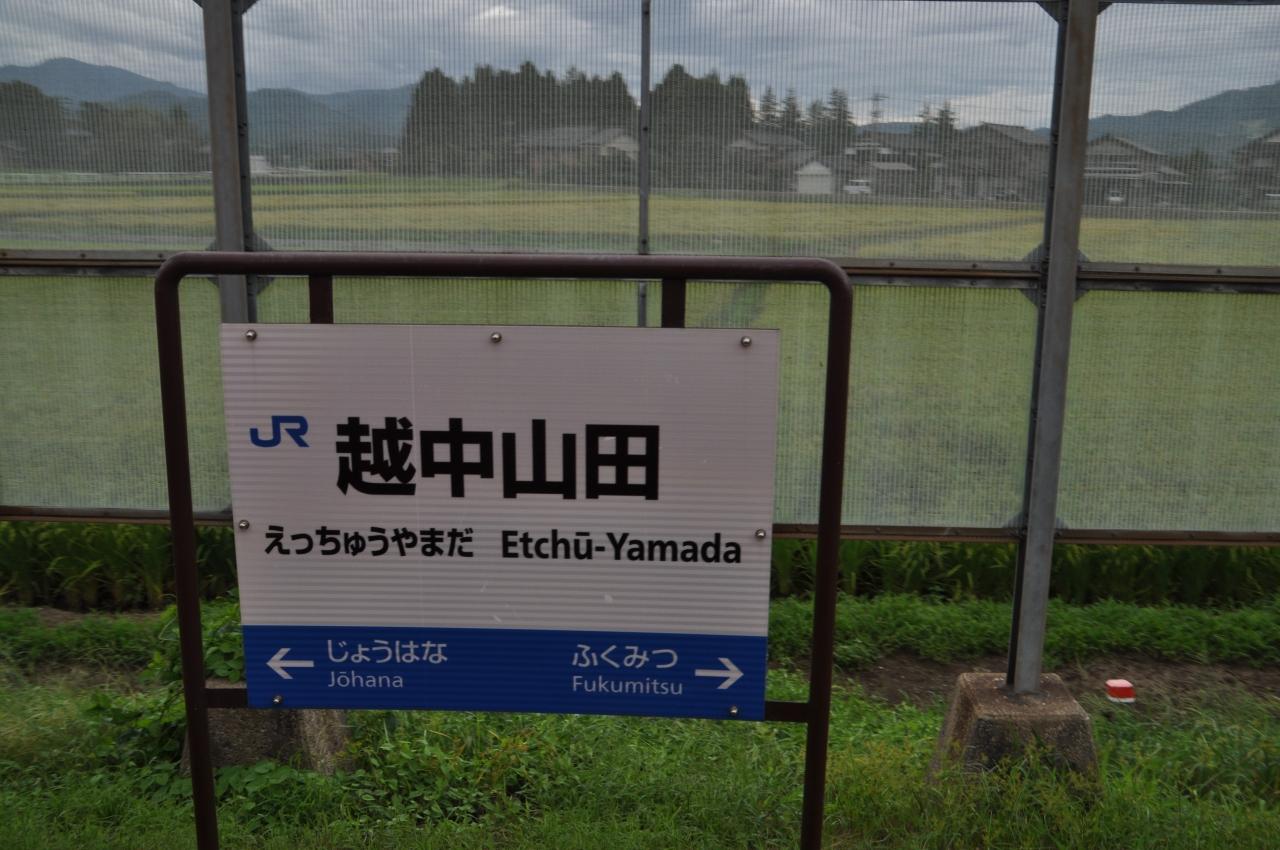 JR 越中山田
えっちゅうやまだ Etchū-Yamada
← じょうはな ふくみつ →
Jōhana Fukumitsu